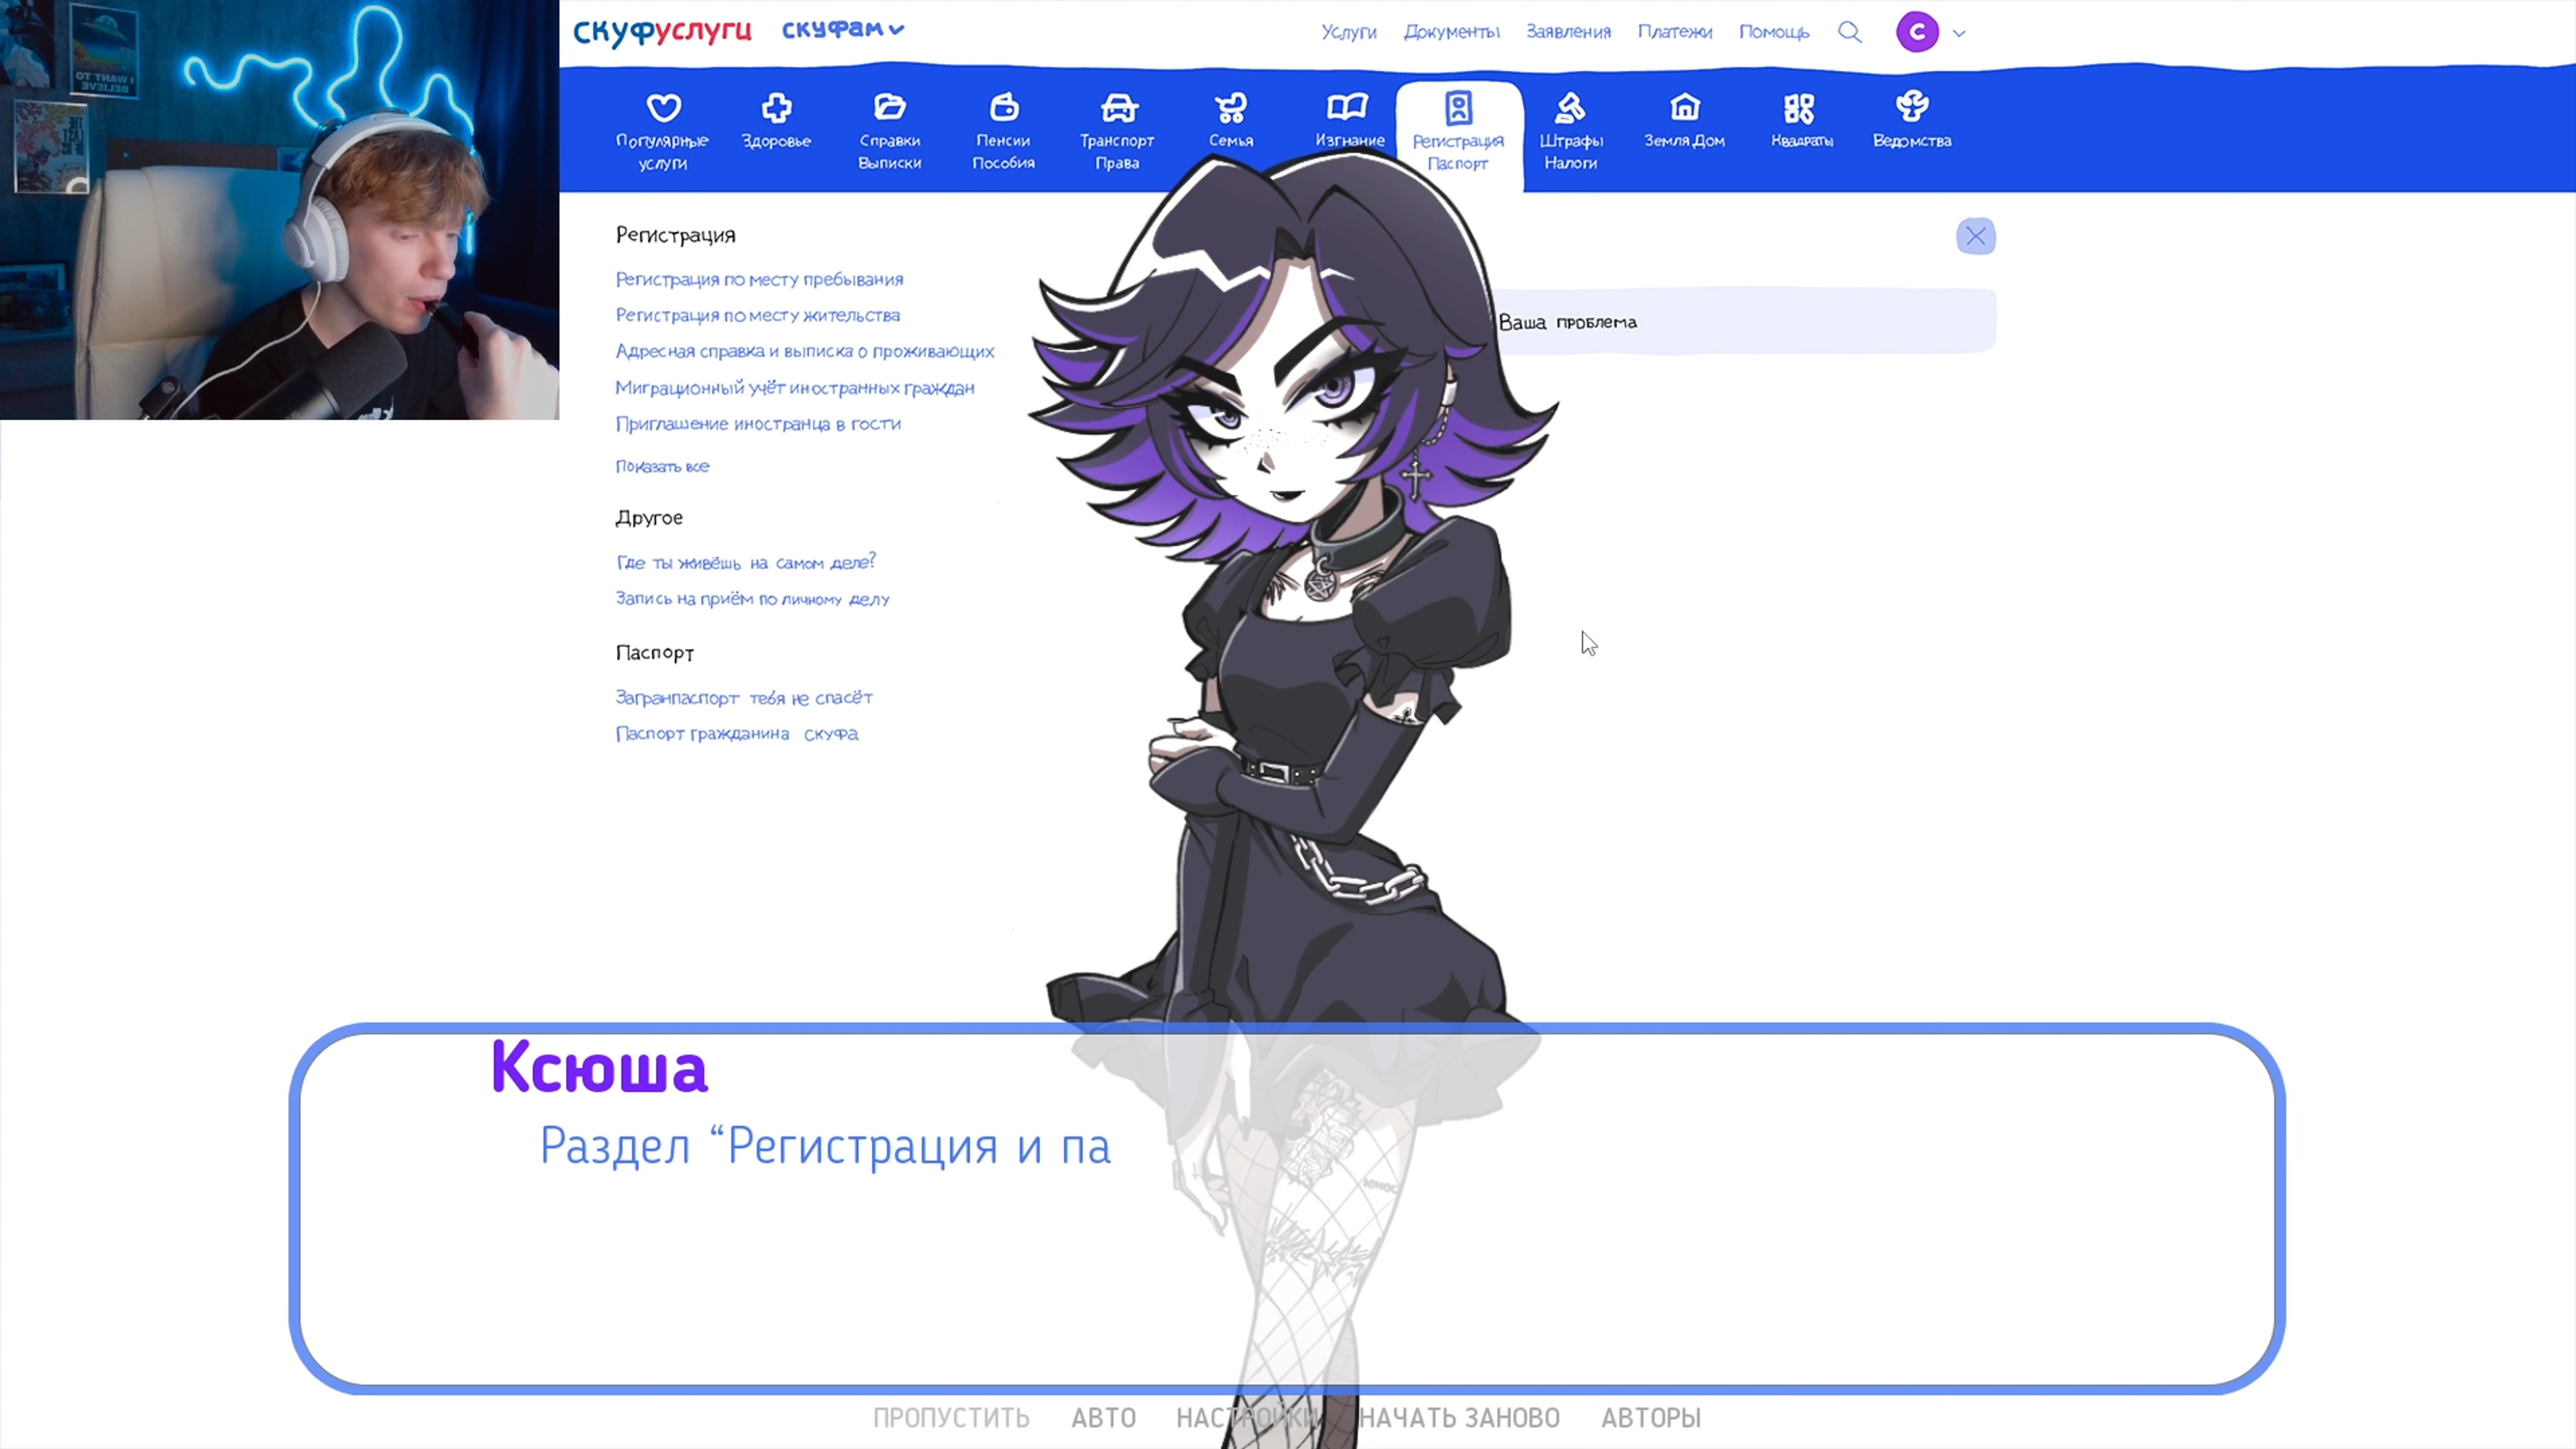 СКУФУСЛУГИ СКУФАМ
Услуги Документы Заявления Платежи Помощь С
Популярные услуги
Здоровье
Справки Выписки
Пенсии Пособия
Транспорт Права
Семья
Изгнание
Регистрация Паспорт
Штрафы Налоги
Земля Дом
Квадраты
Ведомства
I WANT TO BELIEVE
Регистрация
Регистрация по месту пребывания
Регистрация по месту жительства
Адресная справка и выписка о проживающих
Миграционный учёт иностранных граждан
Приглашение иностранца в гости
Показать все
Ваша проблема
Другое
Где ты живёшь на самом деле?
Запись на приём по личному делу
Паспорт
Загранпаспорт тебя не спасёт
Паспорт гражданина скуфа
Ксюша
Раздел “Регистрация и па
ПРОПУСТИТЬ АВТО НАСТРОЙКИ НАЧАТЬ ЗАНОВО АВТОРЫ